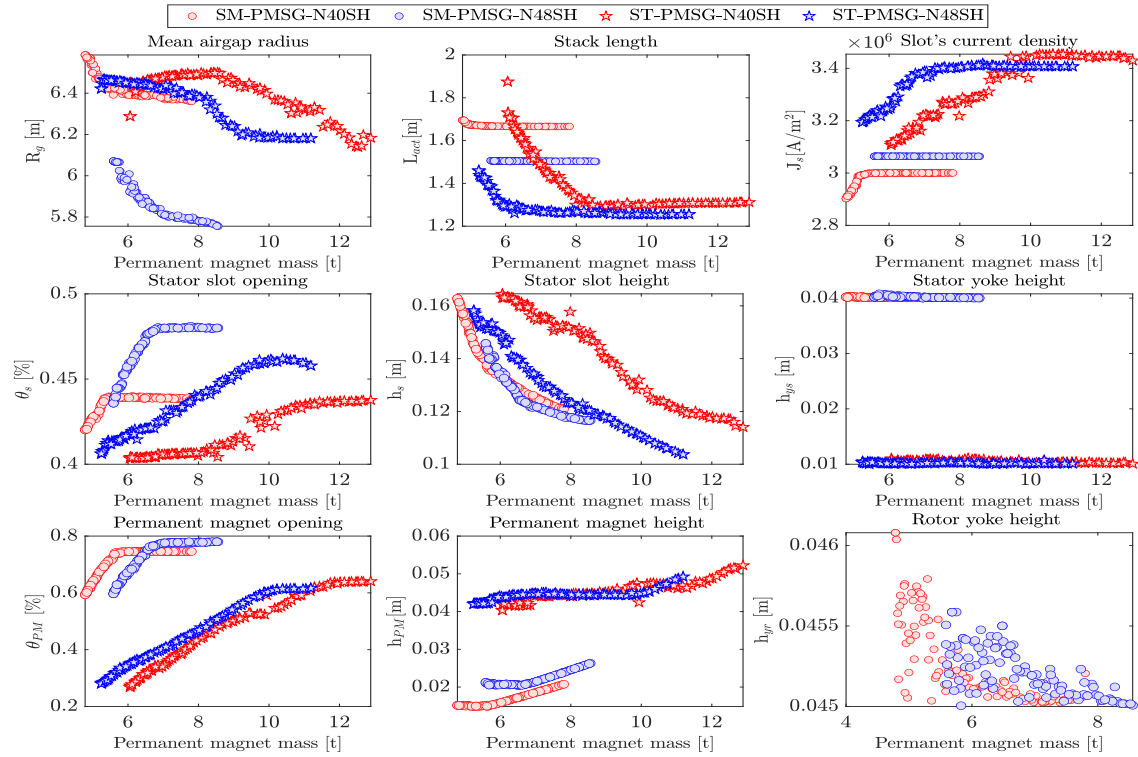 SM-PMSG-N40SH SM-PMSG-N48SH ST-PMSG-N40SH ST-PMSG-N48SH
Mean airgap radius
R_g [m]
6.4
6.2
6
5.8
6 8 10 12
Permanent magnet mass [t]
Stack length
L_act[m]
2
1.8
1.6
1.4
1.2
6 8 10 12
Permanent magnet mass [t]
×10^6 Slot's current density
J_s[A/m^2]
3.4
3.2
3
2.8
6 8 10 12
Permanent magnet mass [t]
Stator slot opening
θ_s [%]
0.5
0.45
0.4
6 8 10 12
Permanent magnet mass [t]
Stator slot height
h_s [m]
0.16
0.14
0.12
0.1
6 8 10 12
Permanent magnet mass [t]
Stator yoke height
h_ys [m]
0.04
0.03
0.02
0.01
6 8 10 12
Permanent magnet mass [t]
Permanent magnet opening
θ_PM [%]
0.8
0.6
0.4
0.2
6 8 10 12
Permanent magnet mass [t]
Permanent magnet height
h_PM[m]
0.06
0.05
0.04
0.03
0.02
6 8 10 12
Permanent magnet mass [t]
Rotor yoke height
h_yr [m]
0.046
0.0455
0.045
4 6 8
Permanent magnet mass [t]